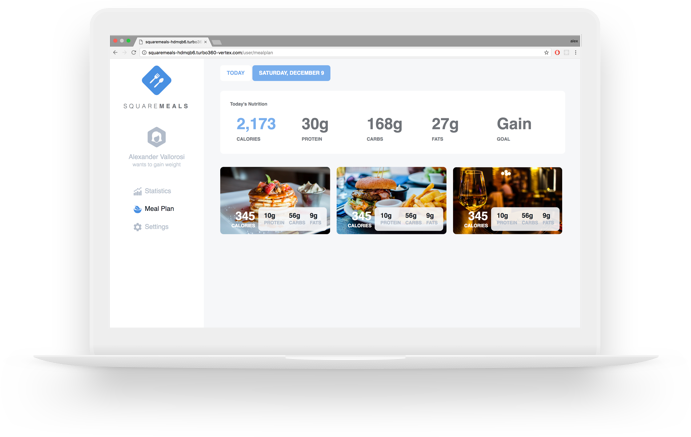 squaremeals-hdmqb6.turbo360
squaremeals-hdmqb6.turbo360-vertex.com/user/mealplan
SQUAREMEALS
Alexander Vallorosi
wants to gain weight
Statistics
Meal Plan
Settings
TODAY
SATURDAY, DECEMBER 9
Today's Nutrition
2,173 30g 168g 27g Gain
CALORIES PROTEIN CARBS FATS GOAL
345 10g 56g 9g
CALORIES PROTEIN CARBS FATS
345 10g 56g 9g
CALORIES PROTEIN CARBS FATS
345 10g 56g 9g
CALORIES PROTEIN CARBS FATS